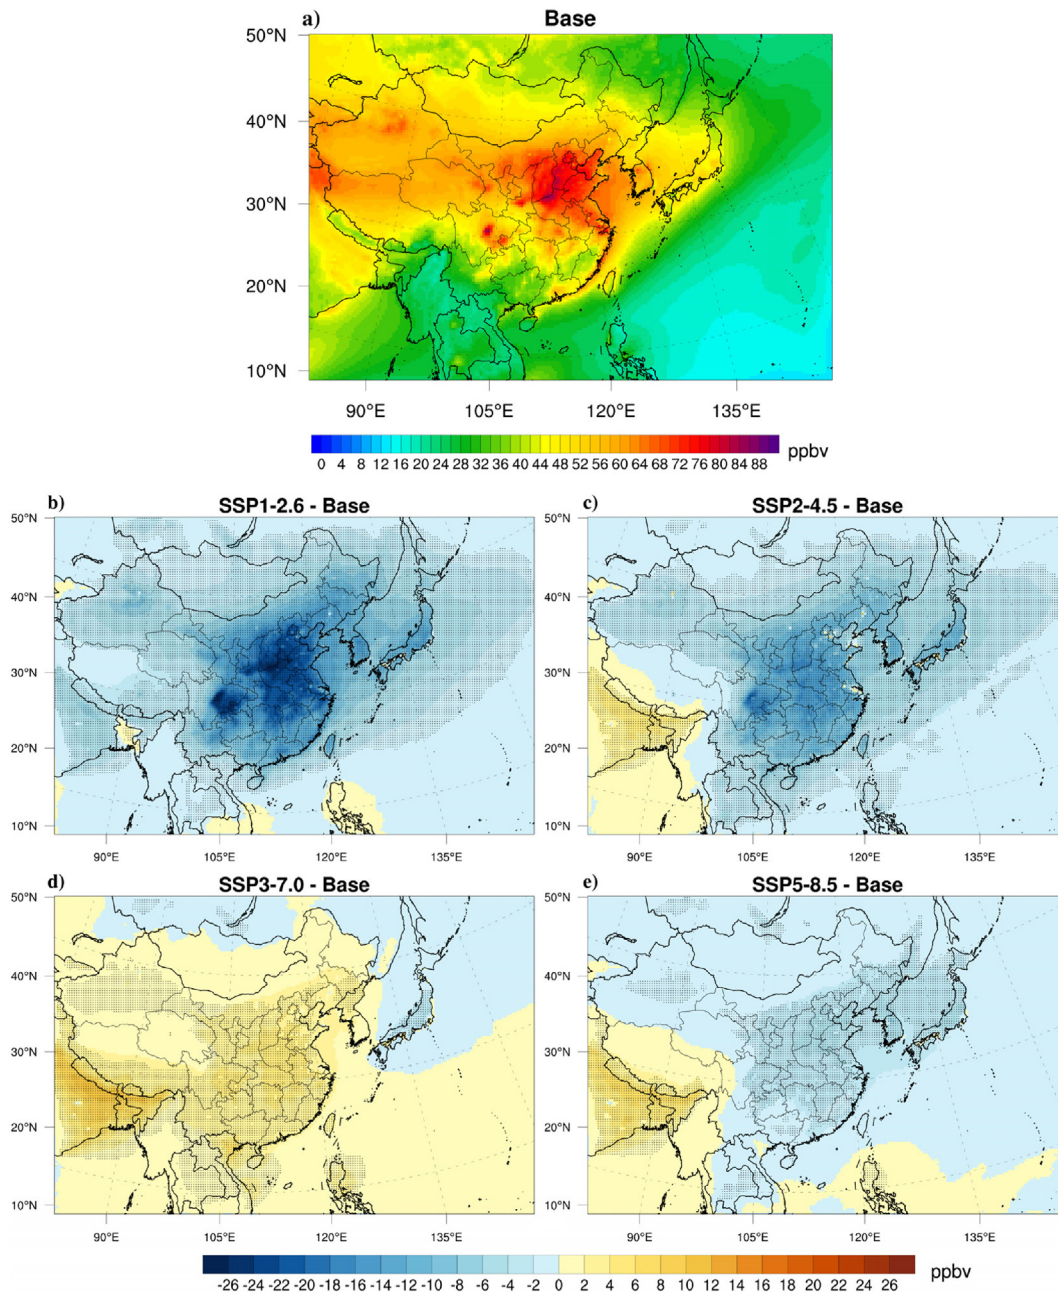 a) Base
50°N
40°N
30°N
20°N
10°N
90°E 105°E 120°E 135°E
0 4 8 12 16 20 24 28 32 36 40 44 48 52 56 60 64 68 72 76 80 84 88 ppbv
b) SSP1-2.6 - Base c) SSP2-4.5 - Base
50°N 50°N
40°N 40°N
30°N 30°N
20°N 20°N
10°N 10°N
90°E 105°E 120°E 135°E 90°E 105°E 120°E 135°E
d) SSP3-7.0 - Base e) SSP5-8.5 - Base
50°N 50°N
40°N 40°N
30°N 30°N
20°N 20°N
10°N 10°N
90°E 105°E 120°E 135°E 90°E 105°E 120°E 135°E
-26 -24 -22 -20 -18 -16 -14 -12 -10 -8 -6 -4 -2 0 2 4 6 8 10 12 14 16 18 20 22 24 26 ppbv